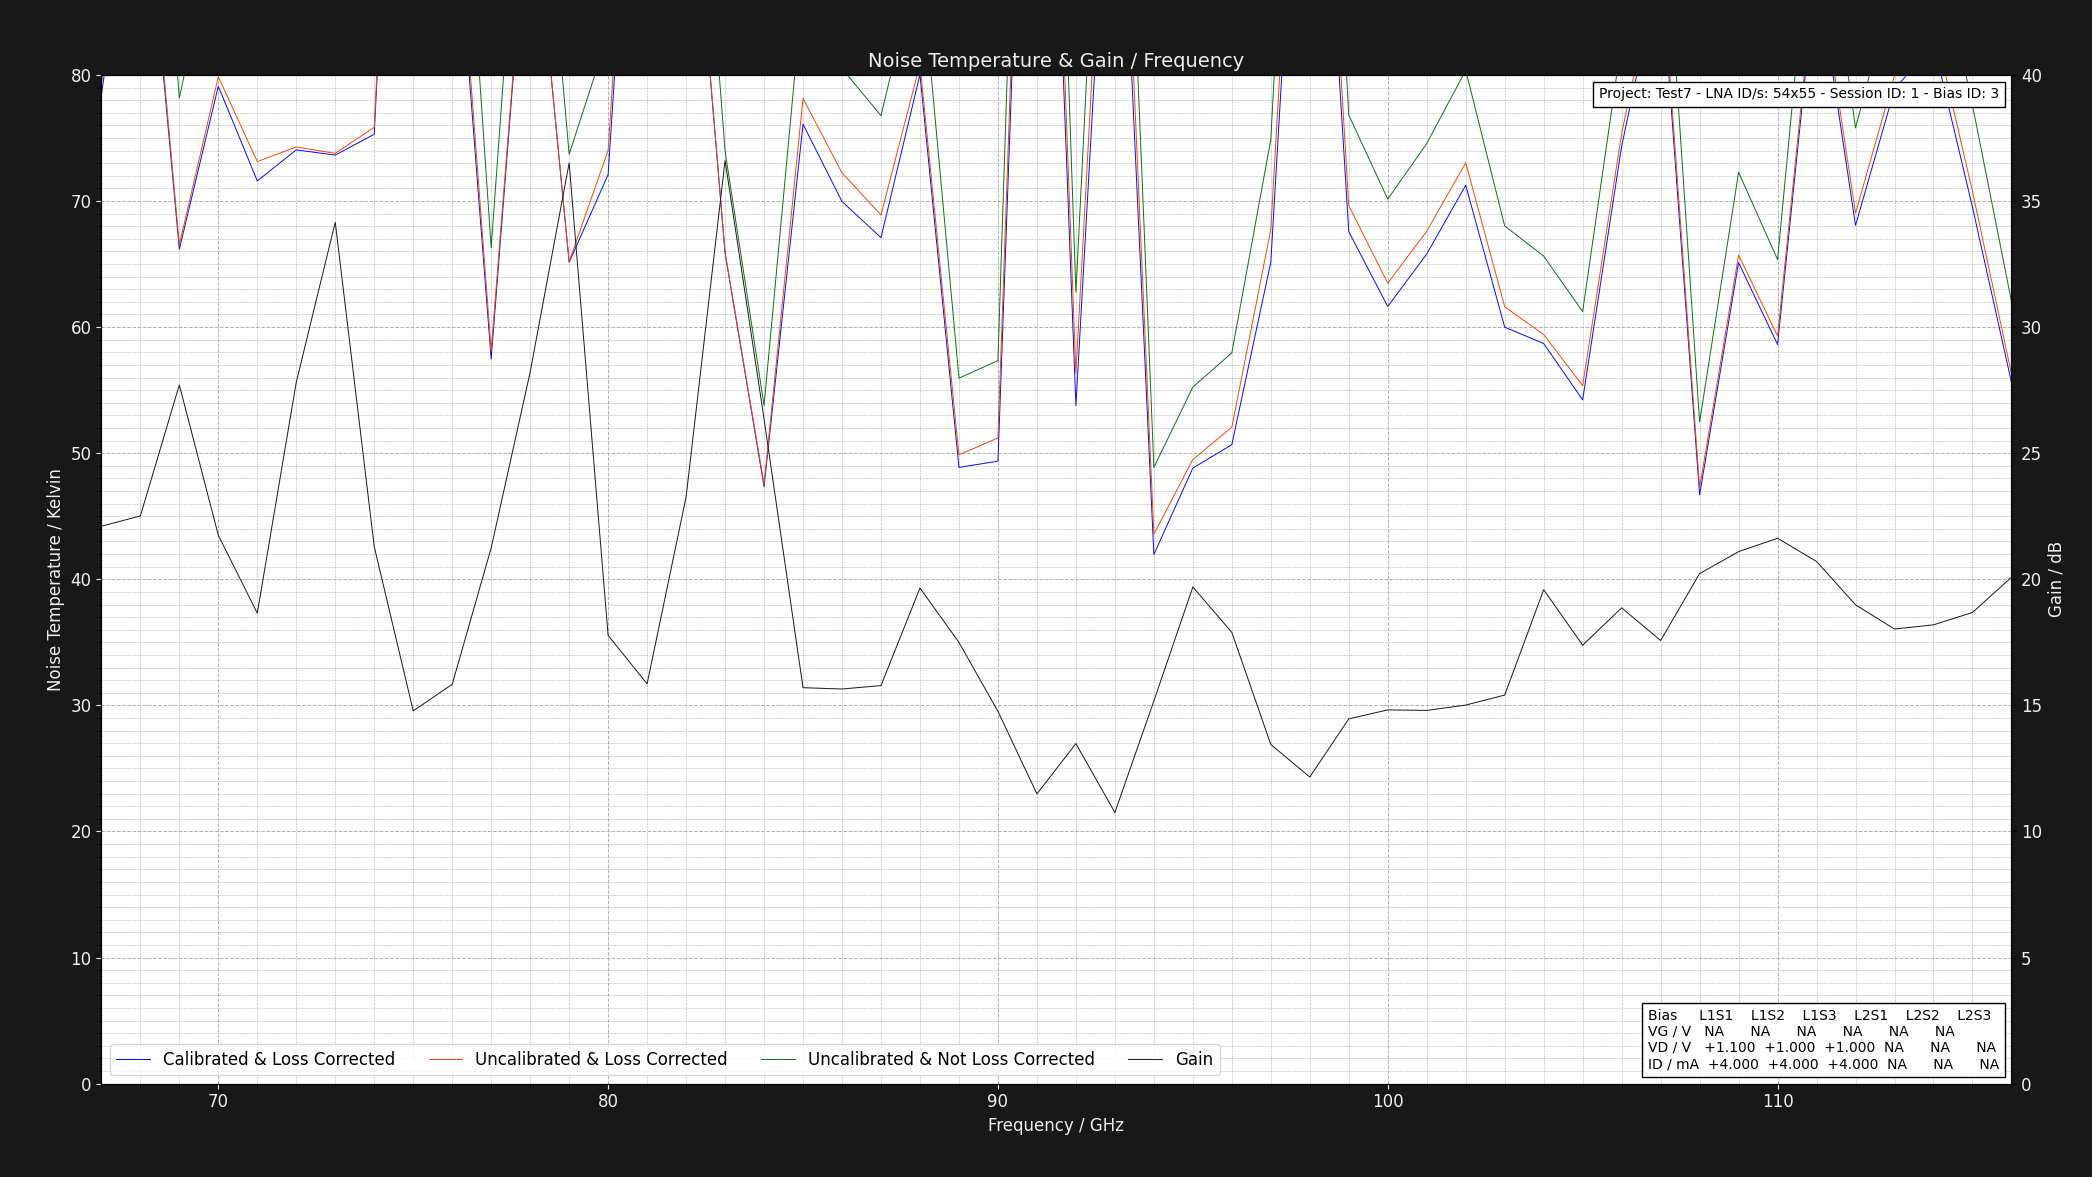 Noise Temperature & Gain / Frequency
Project: Test7 - LNA ID/s: 54x55 - Session ID: 1 - Bias ID: 3
80
70
60
50
40
30
20
10
0
Noise Temperature / Kelvin
40
35
30
25
20
15
10
5
0
Gain / dB
Bias L1S1 L1S2 L1S3 L2S1 L2S2 L2S3
VG / V NA NA NA NA NA NA
VD / V +1.100 +1.000 +1.000 NA NA NA
ID / mA +4.000 +4.000 +4.000 NA NA NA
Calibrated & Loss Corrected Uncalibrated & Loss Corrected Uncalibrated & Not Loss Corrected Gain
70 80 90 100 110
Frequency / GHz